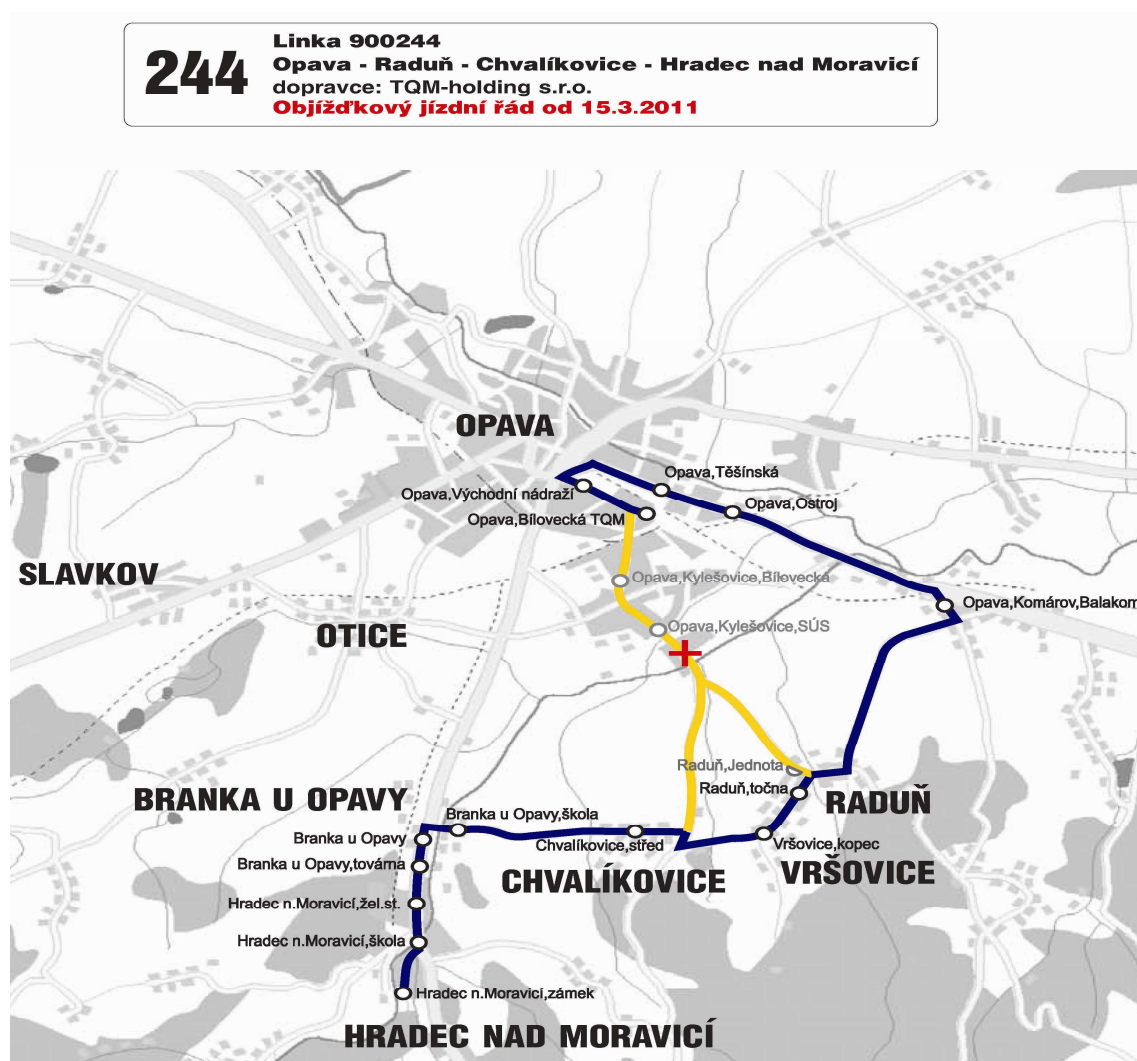 244
Linka 900244
Opava - Raduň - Chvalíkovice - Hradec nad Moravicí
dopravce: TQM-holding s.r.o.
Objížďkový jízdní řád od 15.3.2011
OPAVA
Opava,Těšínská
Opava,Východní nádraží
Opava,Ostroj
Opava,Bílovecká TQM
SLAVKOV
Opava,Kylešovice,Bílovecká
Opava,Komárov,Balakom
OTICE
Opava,Kylešovice,SÚS
Raduň,Jednota
Raduň,točna
BRANKA U OPAVY
RADUŇ
Branka u Opavy,škola
Branka u Opavy
Chvalíkovice,střed
Vršovice,kopec
Branka u Opavy,továrna
VRŠOVICE
CHVALÍKOVICE
Hradec n.Moravicí,žel.st.
Hradec n.Moravicí,škola
Hradec n.Moravicí,zámek
HRADEC NAD MORAVICÍ